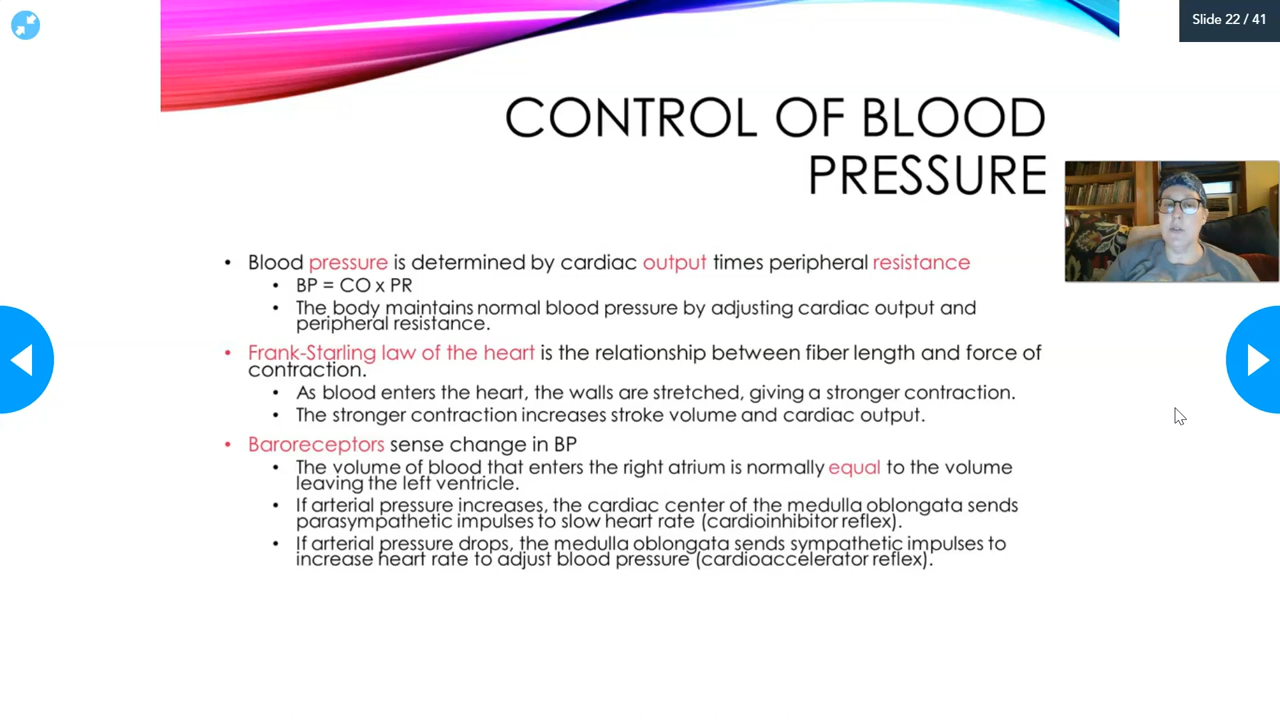 Slide 22 / 41
CONTROL OF BLOOD
PRESSURE
• Blood pressure is determined by cardiac output times peripheral resistance
• BP = CO x PR
• The body maintains normal blood pressure by adjusting cardiac output and
peripheral resistance.
• Frank-Starling law of the heart is the relationship between fiber length and force of
contraction.
• As blood enters the heart, the walls are stretched, giving a stronger contraction.
• The stronger contraction increases stroke volume and cardiac output.
• Baroreceptors sense change in BP
• The volume of blood that enters the right atrium is normally equal to the volume
leaving the left ventricle.
• If arterial pressure increases, the cardiac center of the medulla oblongata sends
parasympathetic impulses to slow heart rate (cardioinhibitor reflex).
• If arterial pressure drops, the medulla oblongata sends sympathetic impulses to
increase heart rate to adjust blood pressure (cardioaccelerator reflex).